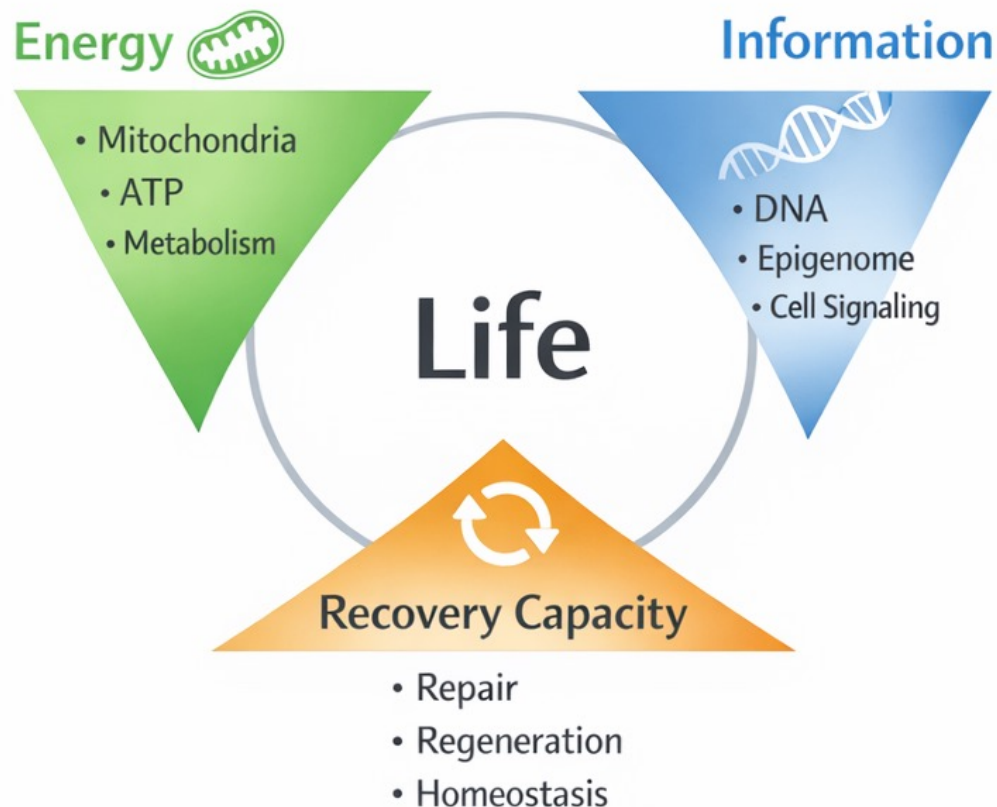 Energy
• Mitochondria
• ATP
• Metabolism
Information
• DNA
• Epigenome
• Cell Signaling
Life
Recovery Capacity
• Repair
• Regeneration
• Homeostasis